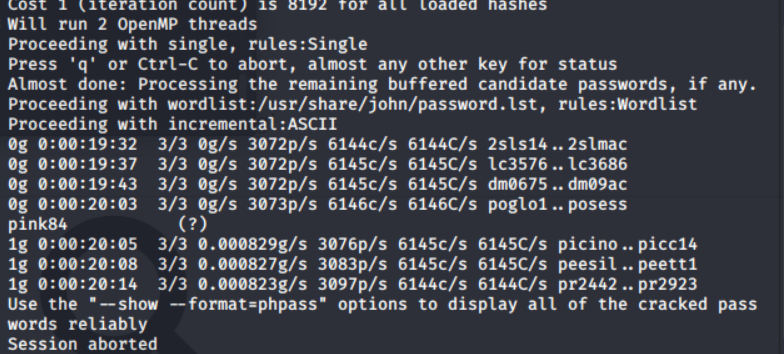 Cost 1 (iteration count) is 8192 for all loaded hashes
Will run 2 OpenMP threads
Proceeding with single, rules:Single
Press 'q' or Ctrl-C to abort, almost any other key for status
Almost done: Processing the remaining buffered candidate passwords, if any.
Proceeding with wordlist:/usr/share/john/password.lst, rules:Wordlist
Proceeding with incremental:ASCII
0g 0:00:19:32  3/3 0g/s 3072p/s 6144c/s 6144C/s 2sls14..2slmac
0g 0:00:19:37  3/3 0g/s 3072p/s 6145c/s 6145C/s lc3576..lc3686
0g 0:00:19:43  3/3 0g/s 3072p/s 6145c/s 6145C/s dm0675..dm09ac
0g 0:00:20:03  3/3 0g/s 3073p/s 6146c/s 6146C/s poglo1..posess
pink84           (?)
1g 0:00:20:05  3/3 0.000829g/s 3076p/s 6145c/s 6145C/s picino..picc14
1g 0:00:20:08  3/3 0.000827g/s 3083p/s 6145c/s 6145C/s peesil..peett1
1g 0:00:20:14  3/3 0.000823g/s 3097p/s 6144c/s 6144C/s pr2442..pr2923
Use the "--show --format=phpass" options to display all of the cracked pass
words reliably
Session aborted